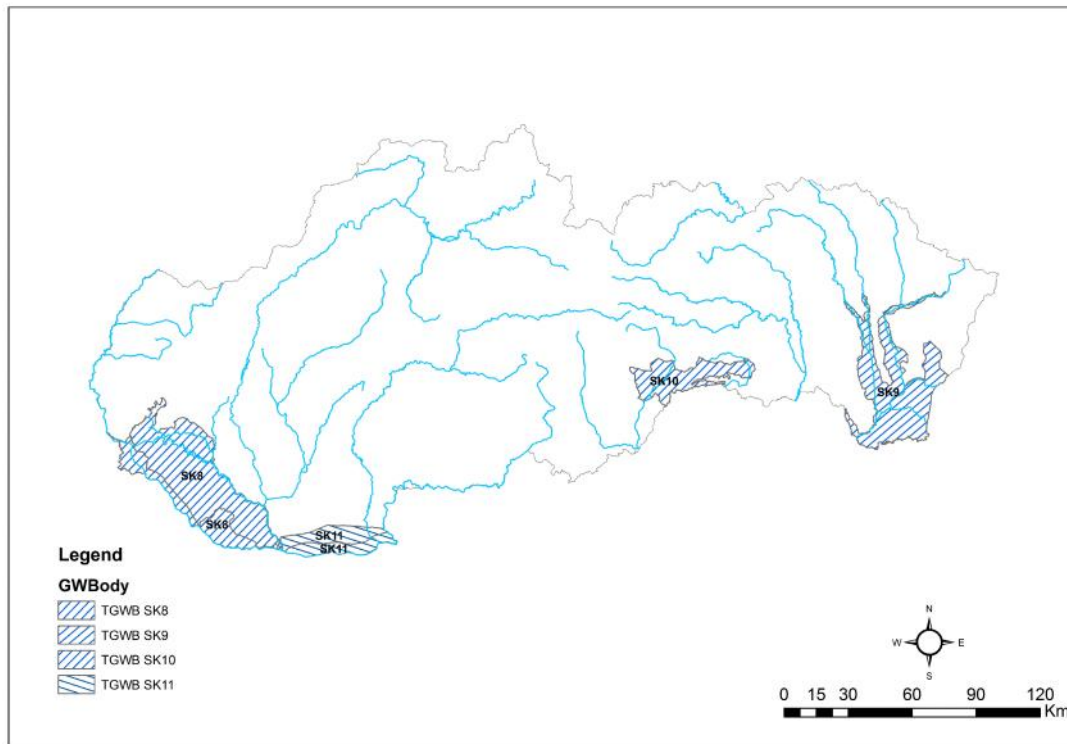 SK10
SK9
SK8
SK8
SK11
SK11
Legend
GWBody
TGWB SK8
TGWB SK9
TGWB SK10
TGWB SK11
N
W E
S
0 15 30 60 90 120
Km